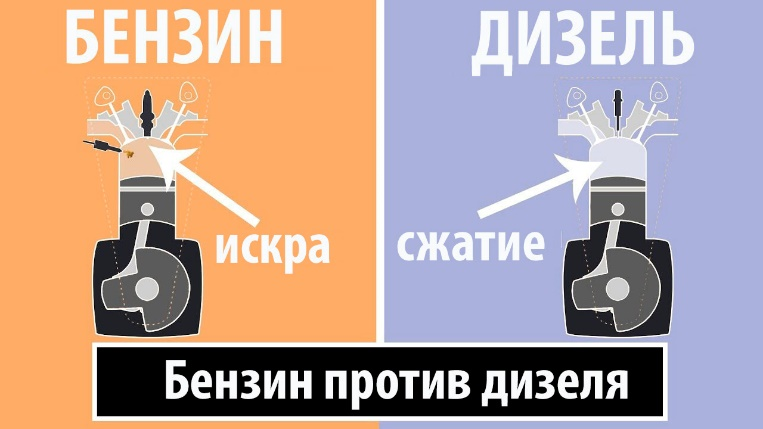 БЕНЗИН
ДИЗЕЛЬ
искра
сжатие
Бензин против дизеля